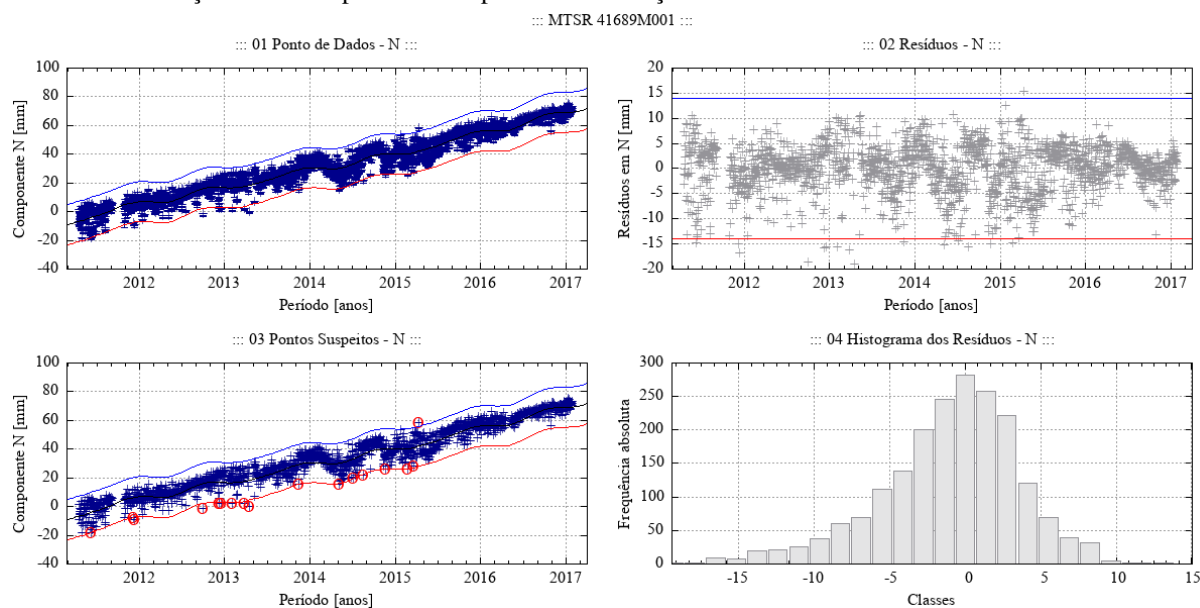 ::: MTSR 41689M001 :::
::: 01 Ponto de Dados - N :::
Componente N [mm]
100
80
60
40
20
0
-20
-40
2012 2013 2014 2015 2016 2017
Período [anos]
::: 02 Resíduos - N :::
Resíduos em N [mm]
20
15
10
5
0
-5
-10
-15
-20
2012 2013 2014 2015 2016 2017
Período [anos]
::: 03 Pontos Suspeitos - N :::
Componente N [mm]
100
80
60
40
20
0
-20
-40
2012 2013 2014 2015 2016 2017
Período [anos]
::: 04 Histograma dos Resíduos - N :::
Frequência absoluta
300
250
200
150
100
50
0
-15 -10 -5 0 5 10 15
Classes